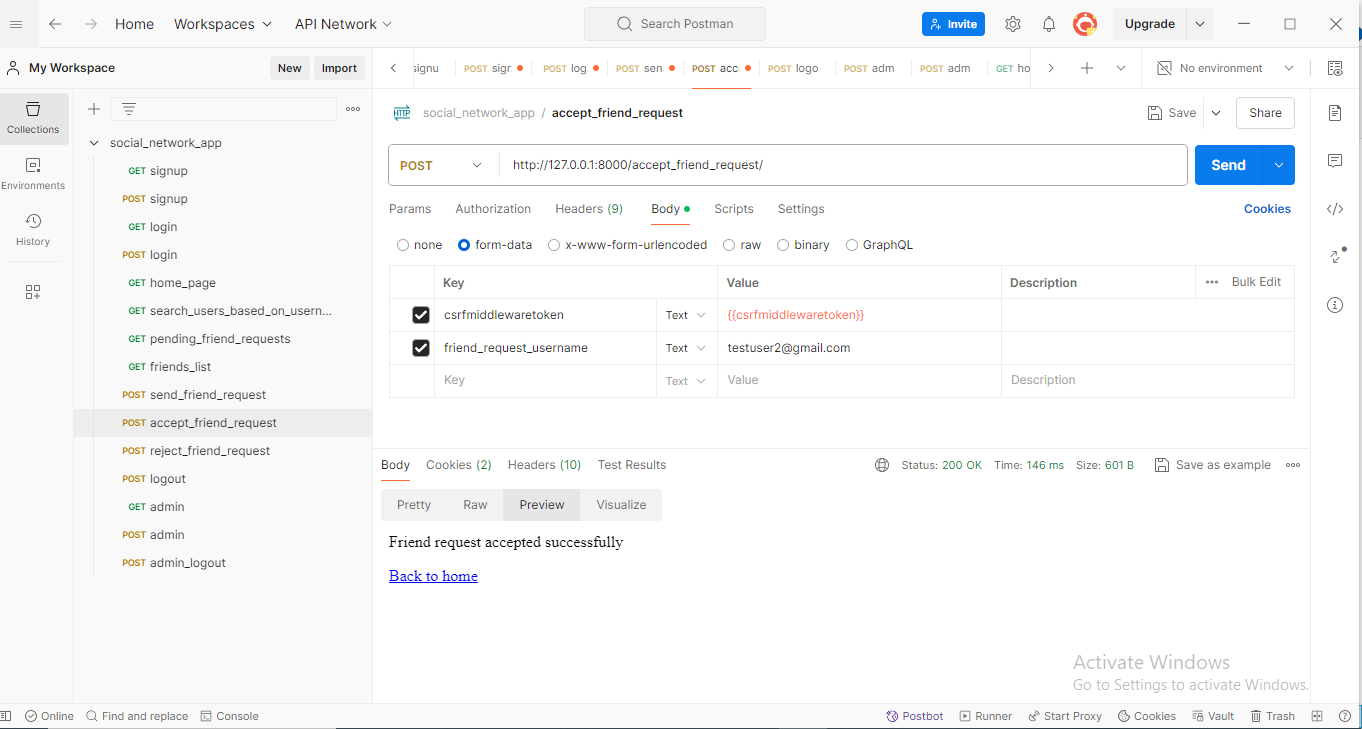 Home Workspaces API Network Search Postman Invite Upgrade
My Workspace New Import signu POST sign POST log POST sen POST acc POST logo POST adm POST adm GET ho No environment
Collections
Environments
History
social_network_app
GET signup
POST signup
GET login
POST login
GET home_page
GET search_users_based_on_usern...
GET pending_friend_requests
GET friends_list
POST send_friend_request
POST accept_friend_request
POST reject_friend_request
POST logout
GET admin
POST admin
POST admin_logout
HTTP social_network_app / accept_friend_request Save Share
POST http://127.0.0.1:8000/accept_friend_request/ Send
Params Authorization Headers (9) Body Scripts Settings Cookies
none form-data x-www-form-urlencoded raw binary GraphQL
Key Value Description Bulk Edit
csrfmiddlewaretoken Text {{csrfmiddlewaretoken}}
friend_request_username Text testuser2@gmail.com
Key Text Value Description
Body Cookies (2) Headers (10) Test Results Status: 200 OK Time: 146 ms Size: 601 B Save as example
Pretty Raw Preview Visualize
Friend request accepted successfully
Back to home
Activate Windows
Go to Settings to activate Windows.
Online Find and replace Console Postbot Runner Start Proxy Cookies Vault Trash